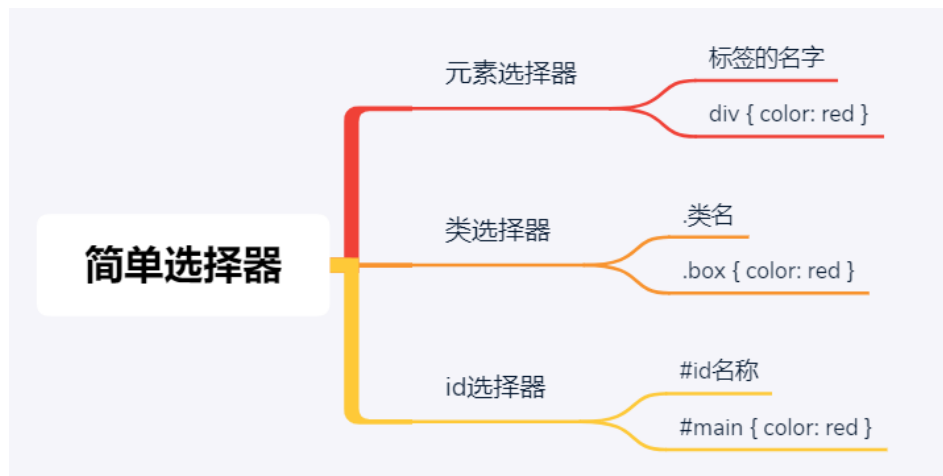 简单选择器
元素选择器
标签的名字
div { color: red }
类选择器
.类名
.box { color: red }
id选择器
#id名称
#main { color: red }